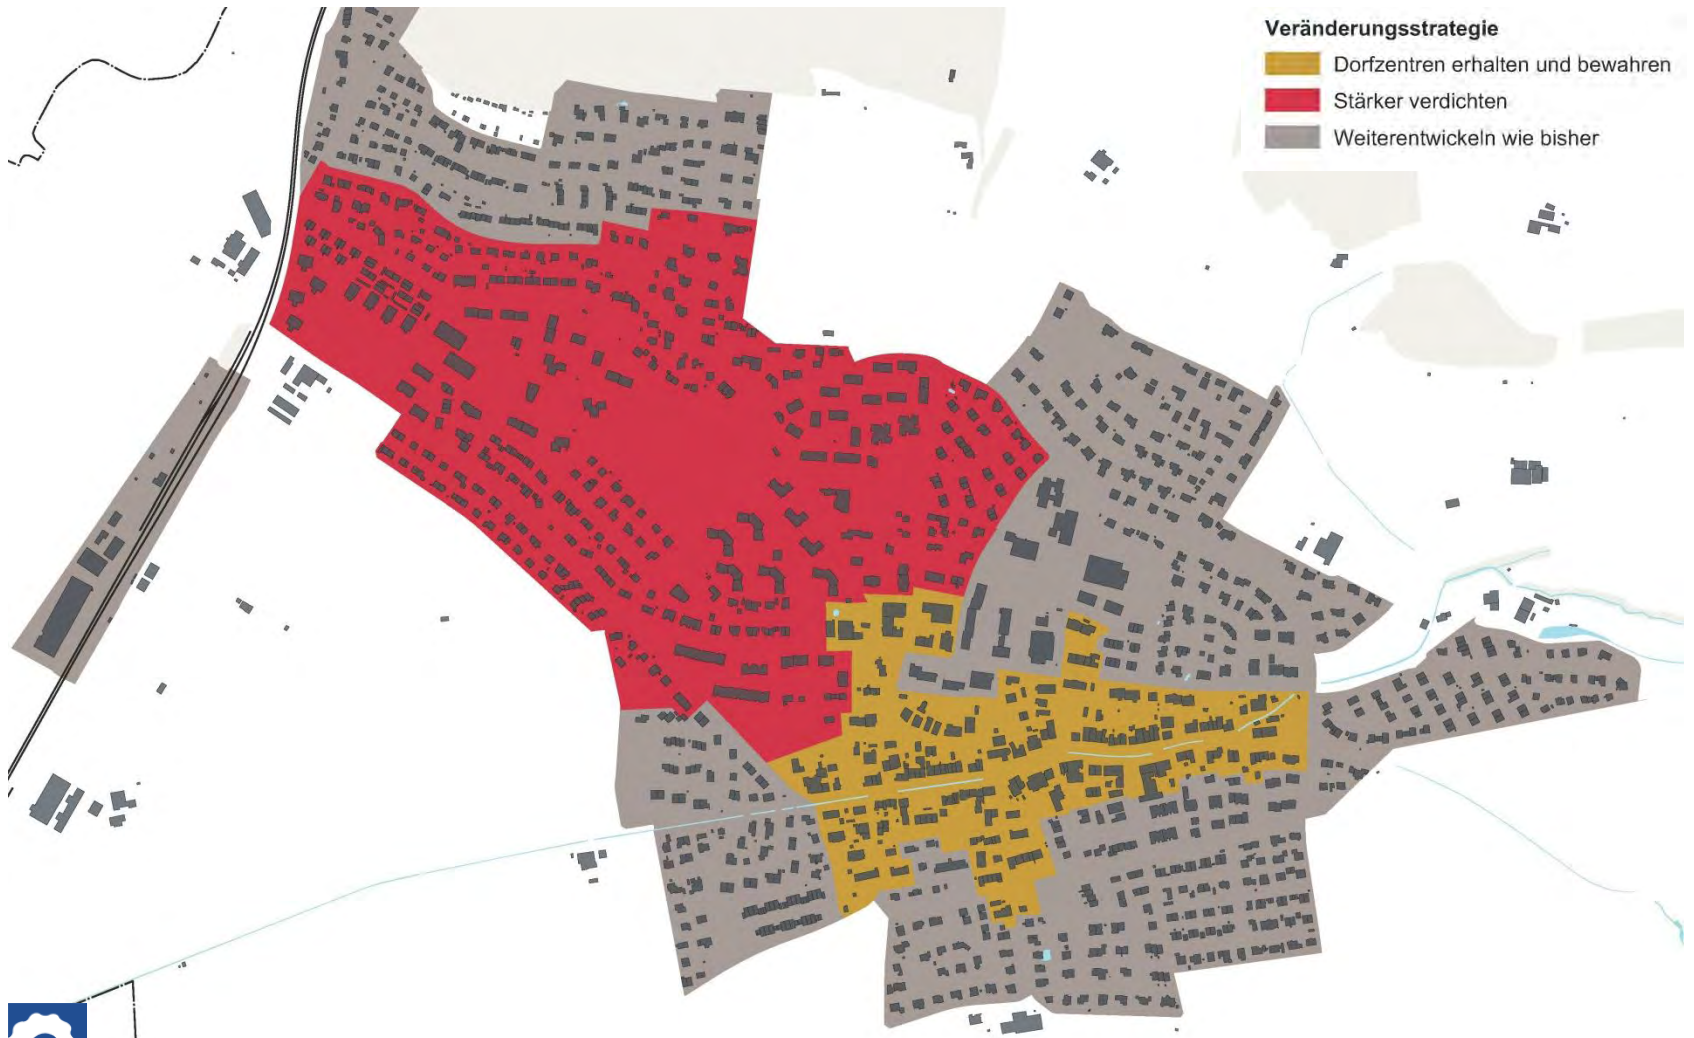 Veränderungsstrategie
Dorfzentren erhalten und bewahren
Stärker verdichten
Weiterentwickeln wie bisher